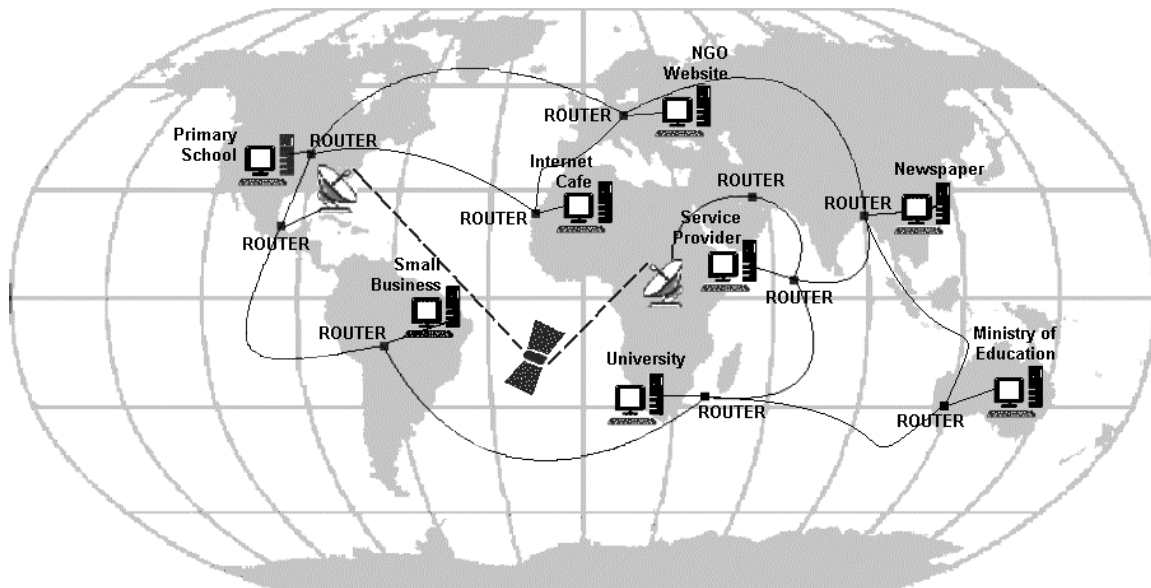 NGO
Website
ROUTER
Primary
School
ROUTER
Internet
Cafe
ROUTER
Newspaper
ROUTER
ROUTER
Service
Provider
ROUTER
ROUTER
Small
Business
ROUTER
University
ROUTER
Ministry of
Education
ROUTER